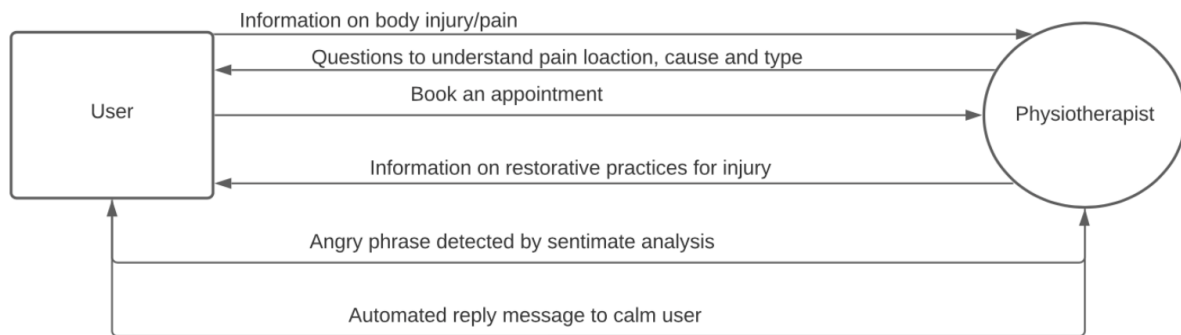 Information on body injury/pain
Questions to understand pain loaction, cause and type
Book an appointment
User
Physiotherapist
Information on restorative practices for injury
Angry phrase detected by sentimate analysis
Automated reply message to calm user